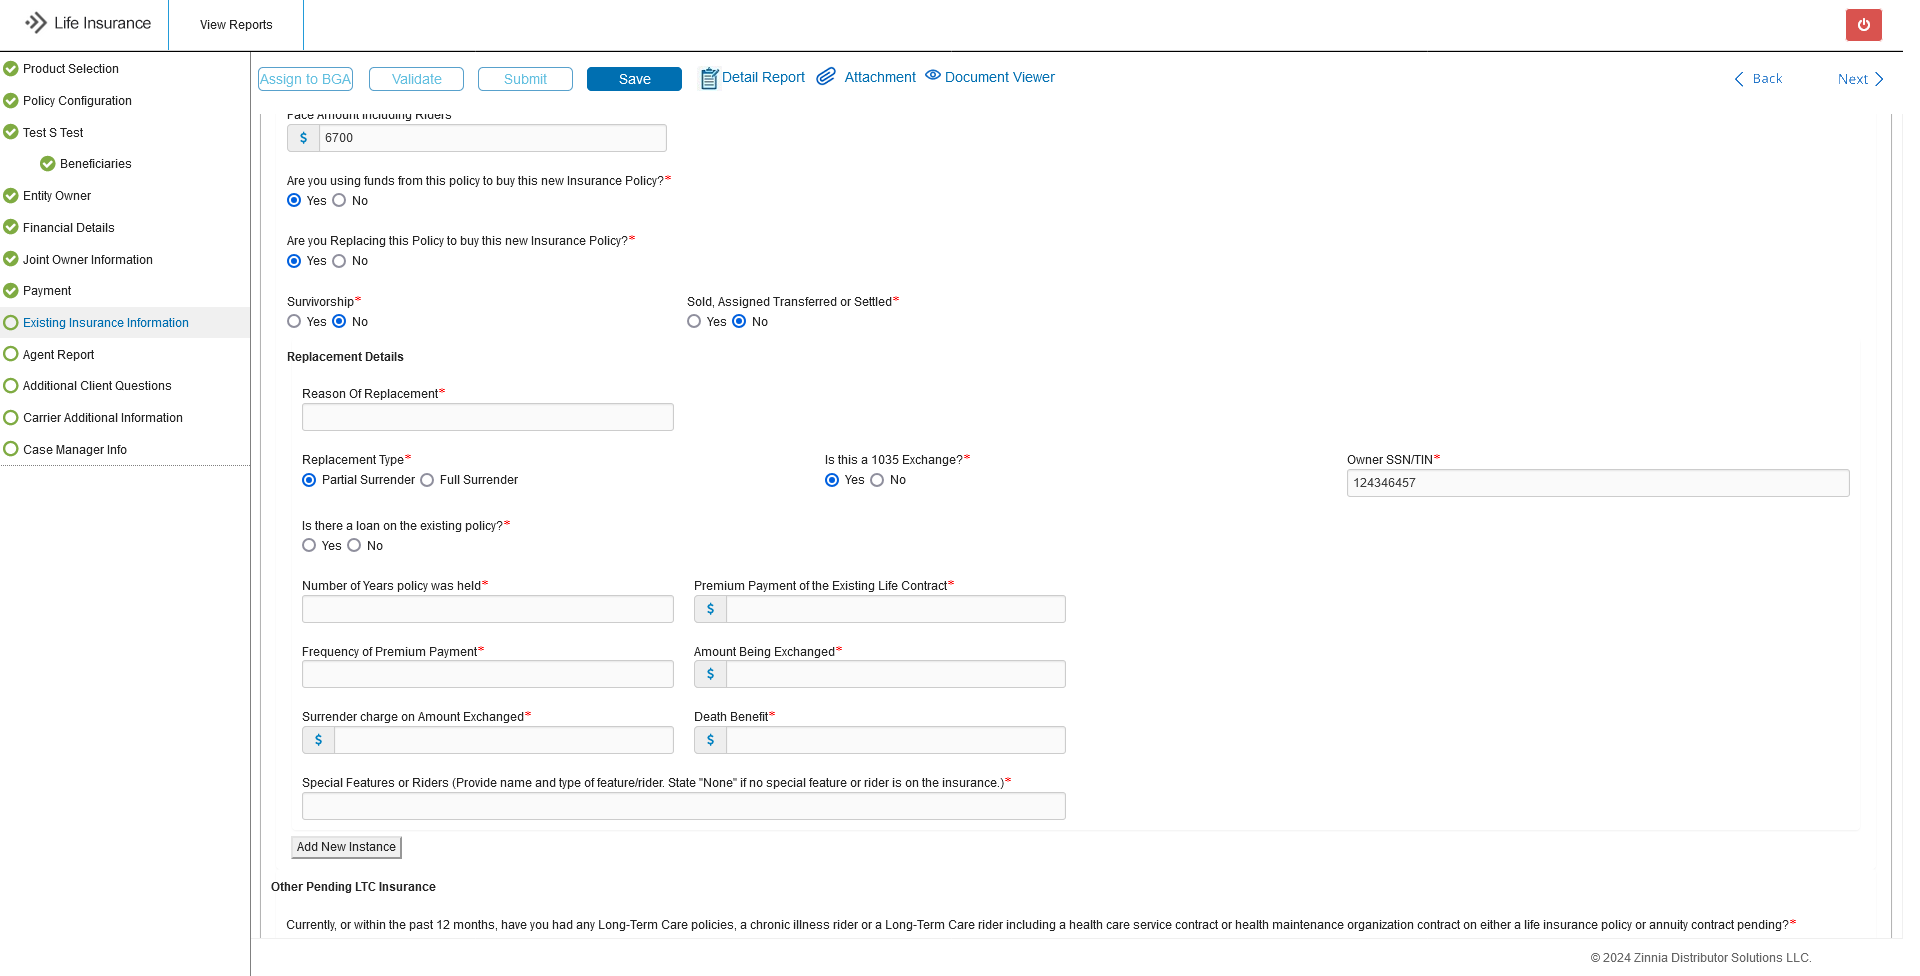 Life Insurance
View Reports
Product Selection
Policy Configuration
Test S Test
Beneficiaries
Entity Owner
Financial Details
Joint Owner Information
Payment
Existing Insurance Information
Agent Report
Additional Client Questions
Carrier Additional Information
Case Manager Info
Assign to BGA Validate Submit Save Detail Report Attachment Document Viewer Back Next
Face Amount Including Riders
$ 6700
Are you using funds from this policy to buy this new Insurance Policy?*
Yes No
Are you Replacing this Policy to buy this new Insurance Policy?*
Yes No
Survivorship* Sold, Assigned Transferred or Settled*
Yes No Yes No
Replacement Details
Reason Of Replacement*
Replacement Type* Is this a 1035 Exchange?* Owner SSN/TIN*
Partial Surrender Full Surrender Yes No 124346457
Is there a loan on the existing policy?*
Yes No
Number of Years policy was held* Premium Payment of the Existing Life Contract*
$
Frequency of Premium Payment* Amount Being Exchanged*
$
Surrender charge on Amount Exchanged* Death Benefit*
$ $
Special Features or Riders (Provide name and type of feature/rider. State "None" if no special feature or rider is on the insurance.)*
Add New Instance
Other Pending LTC Insurance
Currently, or within the past 12 months, have you had any Long-Term Care policies, a chronic illness rider or a Long-Term Care rider including a health care service contract or health maintenance organization contract on either a life insurance policy or annuity contract pending?*
© 2024 Zinnia Distributor Solutions LLC.